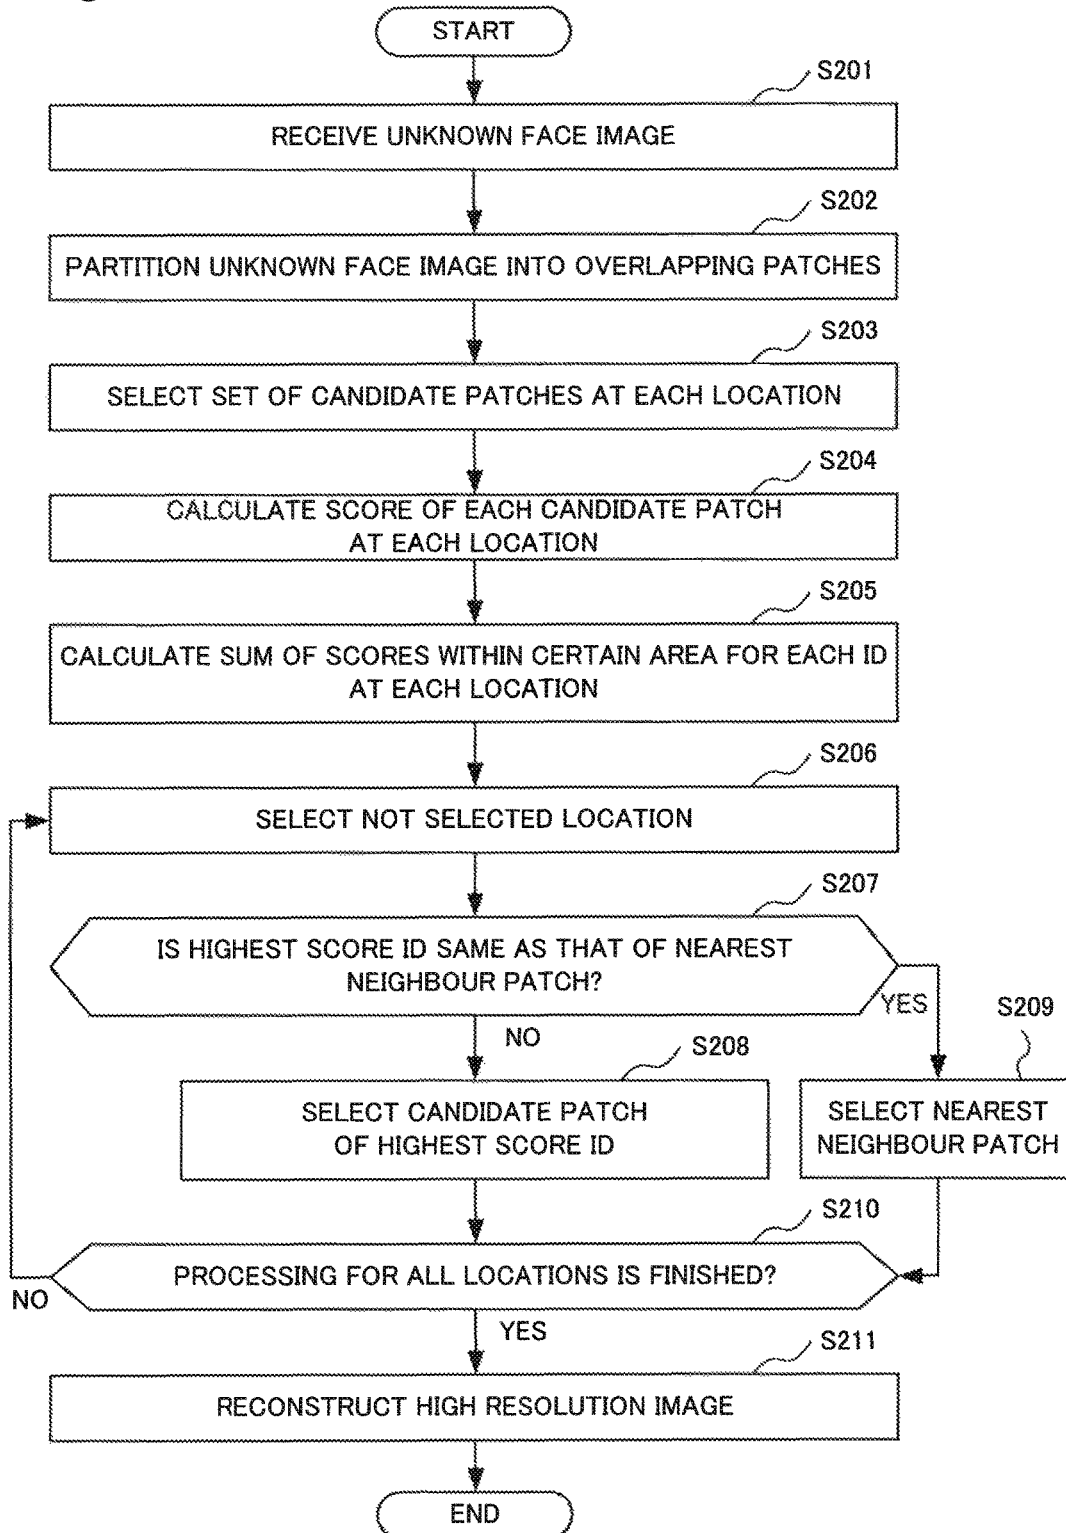 START
S201
RECEIVE UNKNOWN FACE IMAGE
S202
PARTITION UNKNOWN FACE IMAGE INTO OVERLAPPING PATCHES
S203
SELECT SET OF CANDIDATE PATCHES AT EACH LOCATION
S204
CALCULATE SCORE OF EACH CANDIDATE PATCH
AT EACH LOCATION
S205
CALCULATE SUM OF SCORES WITHIN CERTAIN AREA FOR EACH ID
AT EACH LOCATION
S206
SELECT NOT SELECTED LOCATION
S207
IS HIGHEST SCORE ID SAME AS THAT OF NEAREST
NEIGHBOUR PATCH?
YES
NO
S208
SELECT CANDIDATE PATCH
OF HIGHEST SCORE ID
S209
SELECT NEAREST
NEIGHBOUR PATCH
S210
PROCESSING FOR ALL LOCATIONS IS FINISHED?
NO
YES
S211
RECONSTRUCT HIGH RESOLUTION IMAGE
END